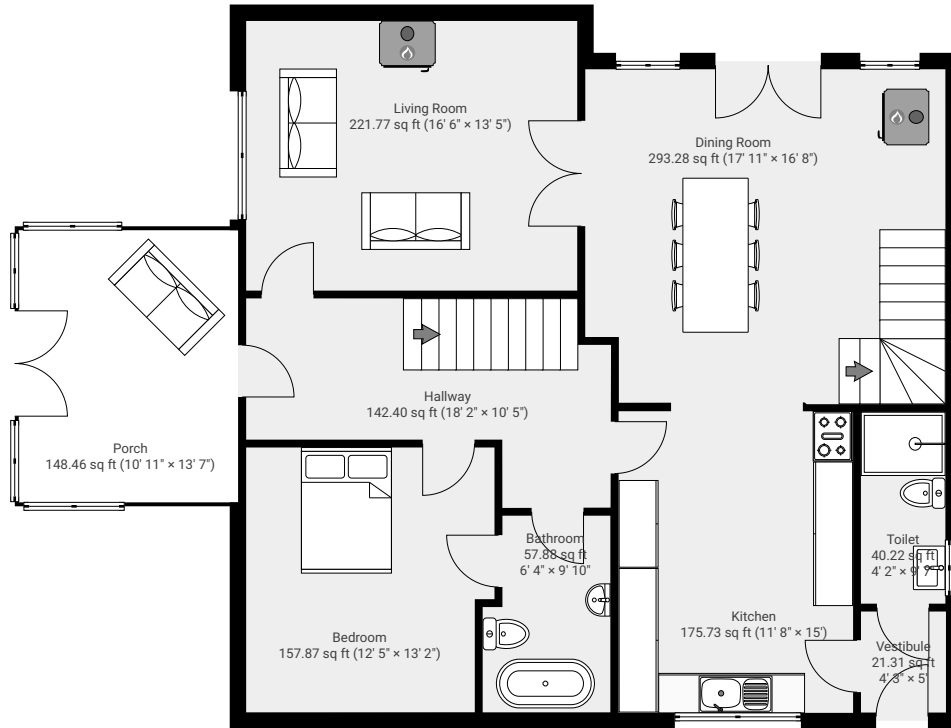 Living Room
221.77 sq ft (16' 6" × 13' 5")
Dining Room
293.28 sq ft (17' 11" × 16' 8")
Hallway
142.40 sq ft (18' 2" × 10' 5")
Porch
148.46 sq ft (10' 11" × 13' 7")
Bathroom
57.88 sq ft
6' 4" × 9' 10"
Toilet
40.22 sq ft
4' 2" × 9' 7"
Kitchen
175.73 sq ft (11' 8" × 15')
Bedroom
157.87 sq ft (12' 5" × 13' 2")
Vestibule
21.31 sq ft
4' 3" × 5'